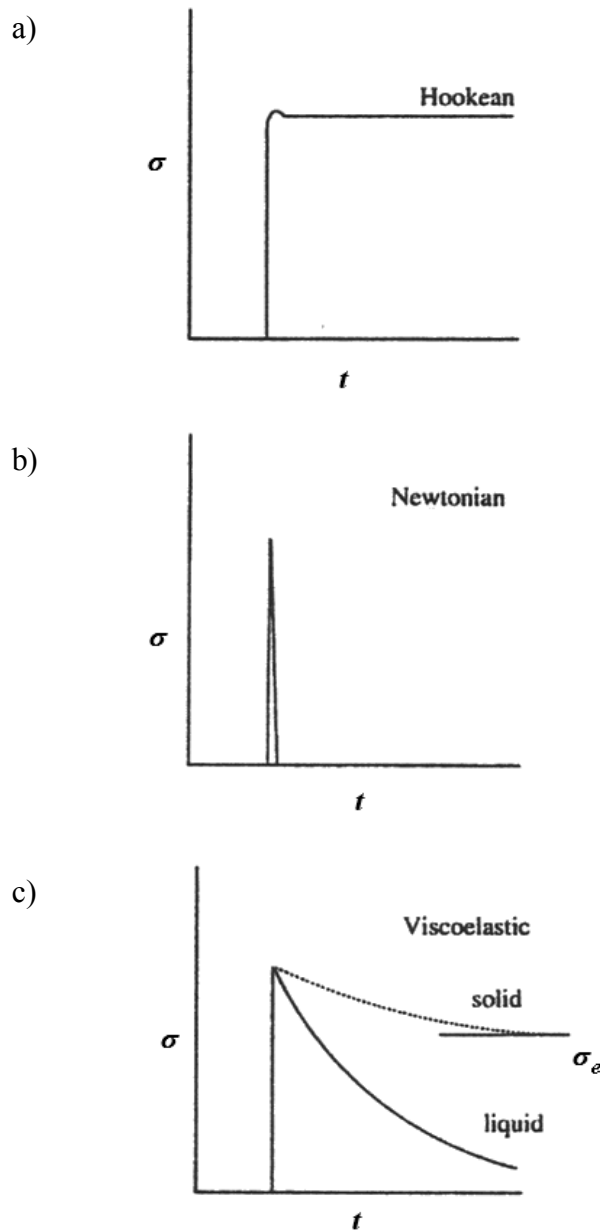 a)
Hookean
σ
t
b)
Newtonian
σ
t
c)
Viscoelastic
solid
σ
σe
liquid
t